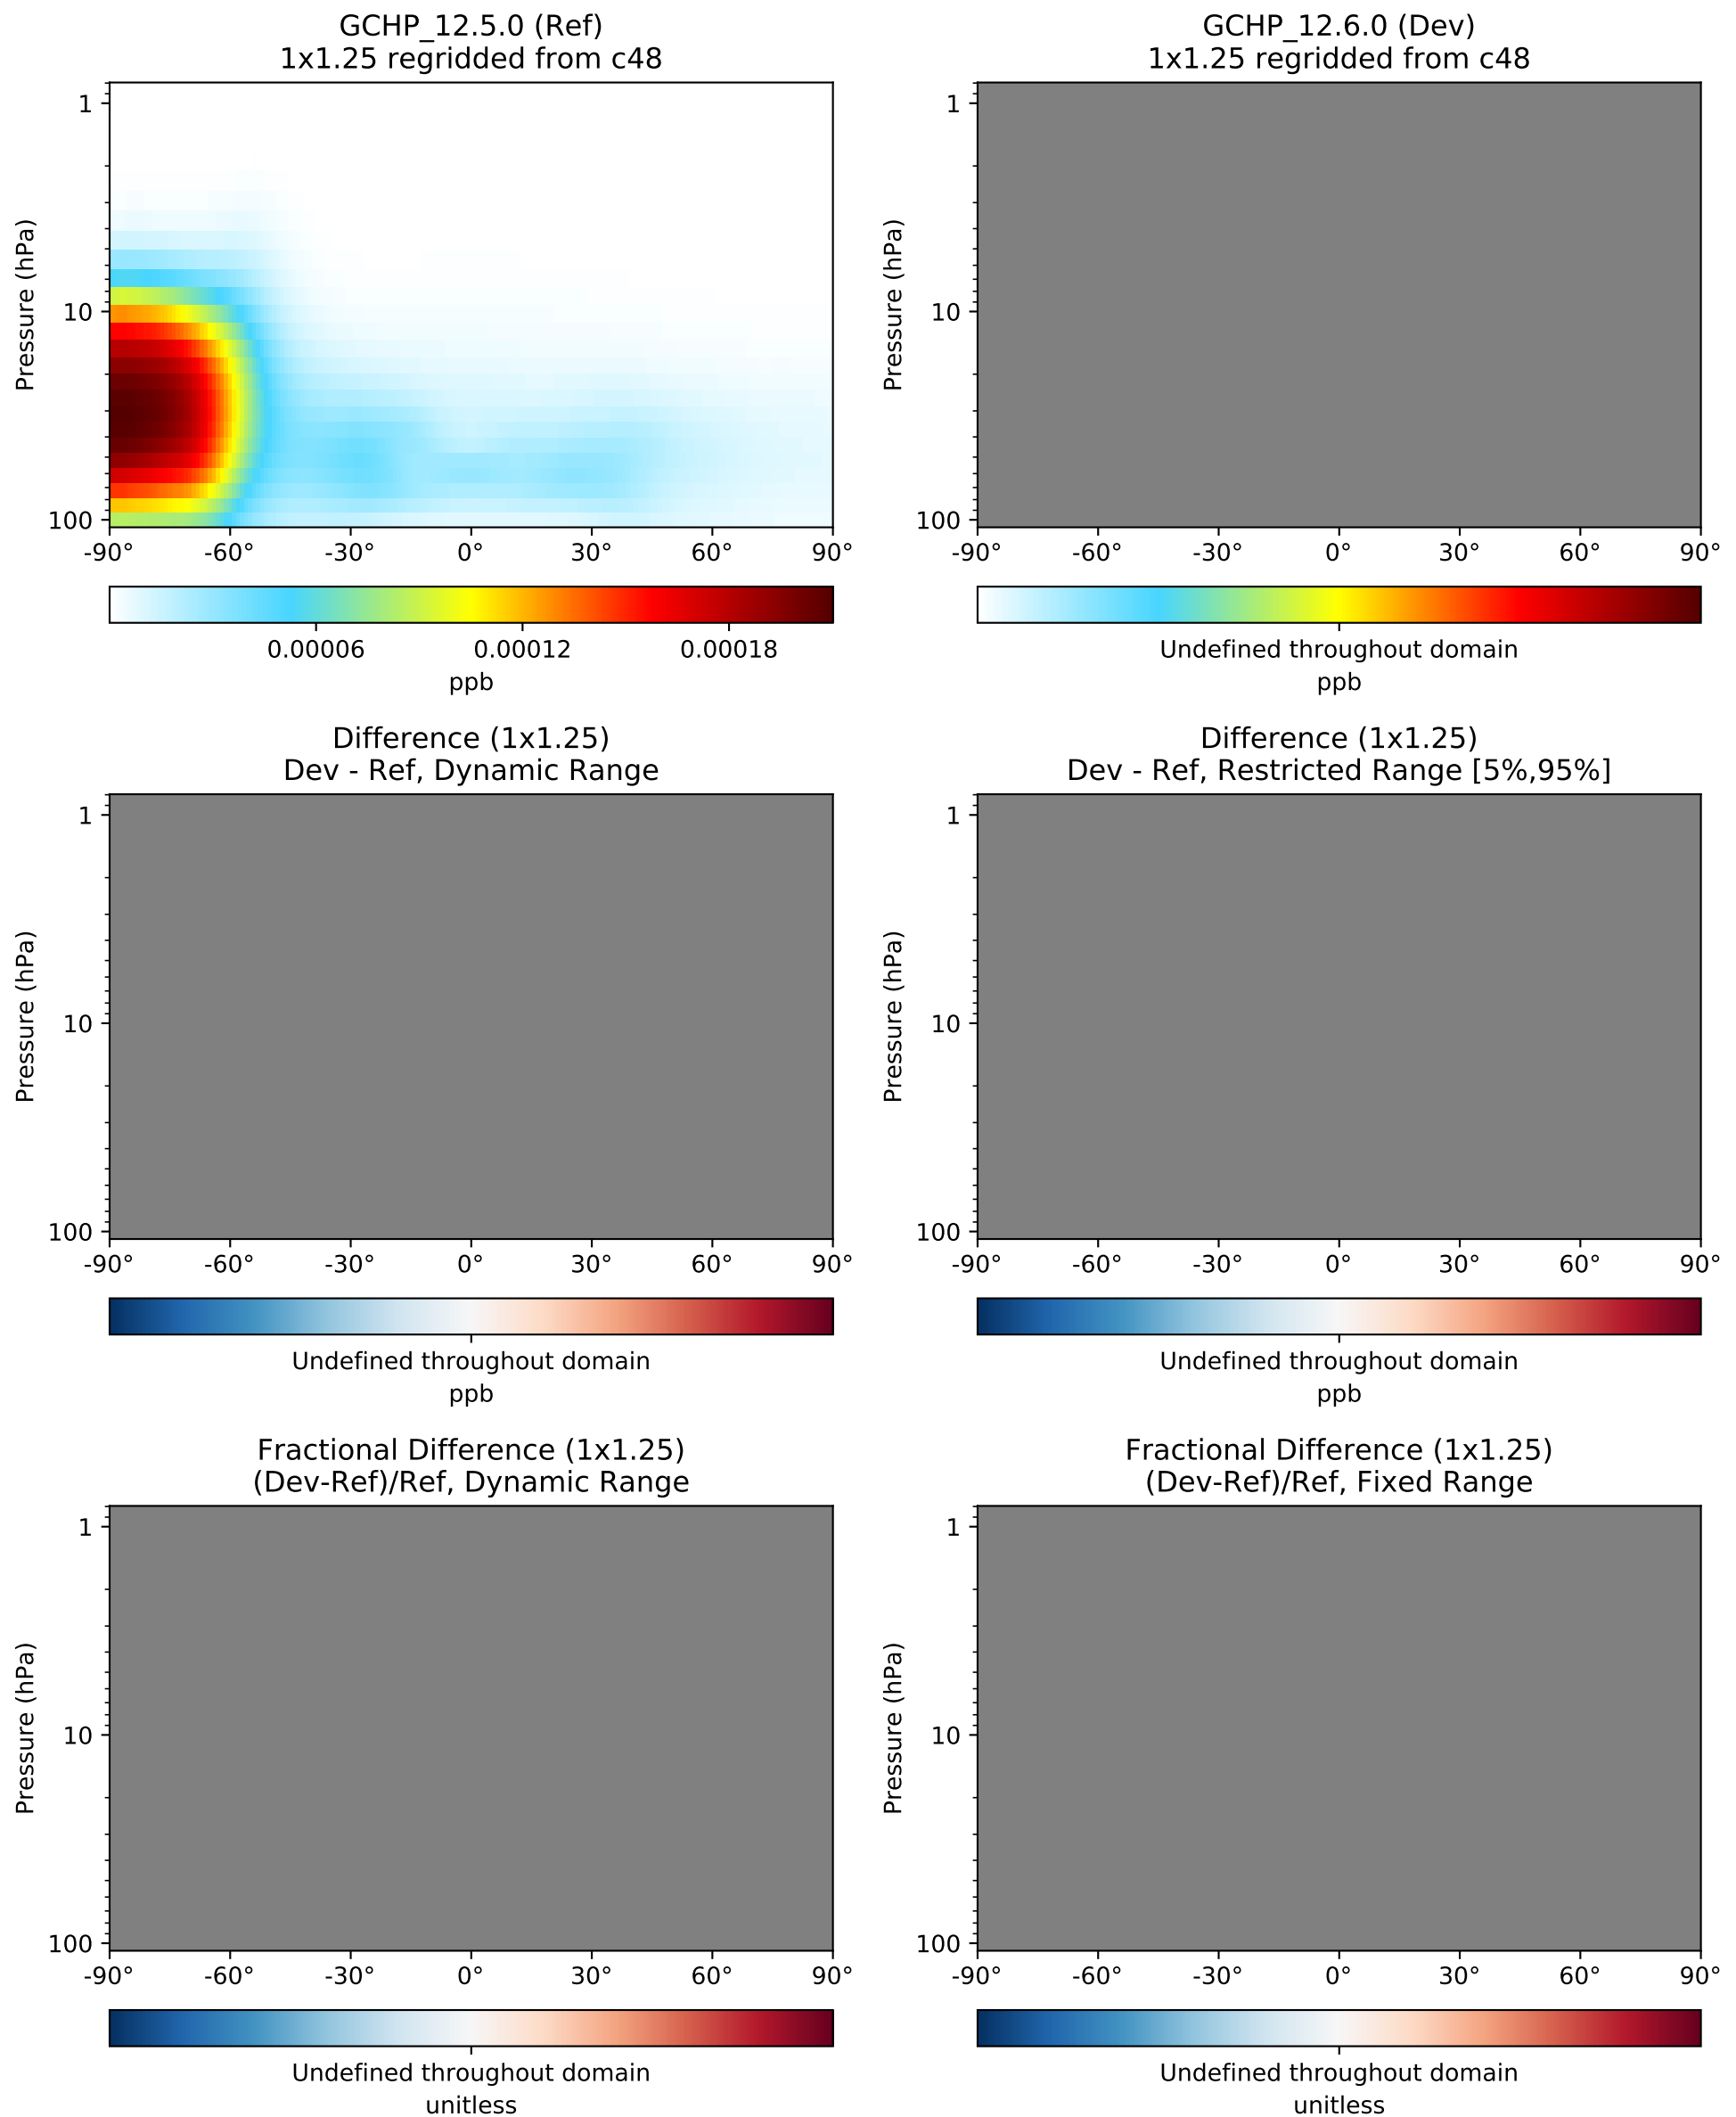 GCHP_12.5.0 (Ref)
1x1.25 regridded from c48
Pressure (hPa)
1
10
100
-90°
-60°
-30°
0°
30°
60°
90°
0.00006
0.00012
0.00018
ppb
GCHP_12.6.0 (Dev)
1x1.25 regridded from c48
Pressure (hPa)
1
10
100
-90°
-60°
-30°
0°
30°
60°
90°
Undefined throughout domain
ppb
Difference (1x1.25)
Dev - Ref, Dynamic Range
Pressure (hPa)
1
10
100
-90°
-60°
-30°
0°
30°
60°
90°
Undefined throughout domain
ppb
Difference (1x1.25)
Dev - Ref, Restricted Range [5%,95%]
Pressure (hPa)
1
10
100
-90°
-60°
-30°
0°
30°
60°
90°
Undefined throughout domain
ppb
Fractional Difference (1x1.25)
(Dev-Ref)/Ref, Dynamic Range
Pressure (hPa)
1
10
100
-90°
-60°
-30°
0°
30°
60°
90°
Undefined throughout domain
unitless
Fractional Difference (1x1.25)
(Dev-Ref)/Ref, Fixed Range
Pressure (hPa)
1
10
100
-90°
-60°
-30°
0°
30°
60°
90°
Undefined throughout domain
unitless